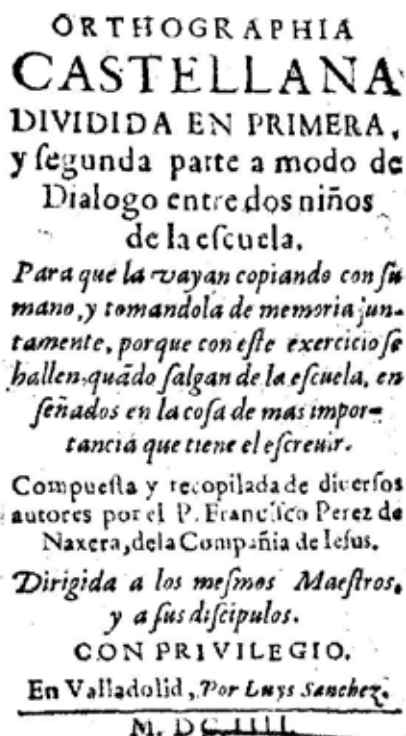 ORTHOGRAPHIA
CASTELLANA
DIVIDIDA EN PRIMERA,
y ſegunda parte a modo de
Dialogo entre dos niños
de la eſcuela.
Para que la vayan copiando con ſu
mano, y tomandola de memoria jun-
tamente, porque con eſte exercicio ſe
hallen, quādo ſalgan de la eſcuela, en
ſeñados en la coſa de mas impor-
tancia que tiene el eſcreuir.
Compueſta y recopilada de diuerſos
autores por el P. Franciſco Perez de
Naxera, dela Compañia de Ieſus.
Dirigida a los meſmos Maeſtros,
y a ſus diſcipulos.
CON PRIVILEGIO.
En Valladolid, Por Luys Sanchez.
M. DC. IIII.